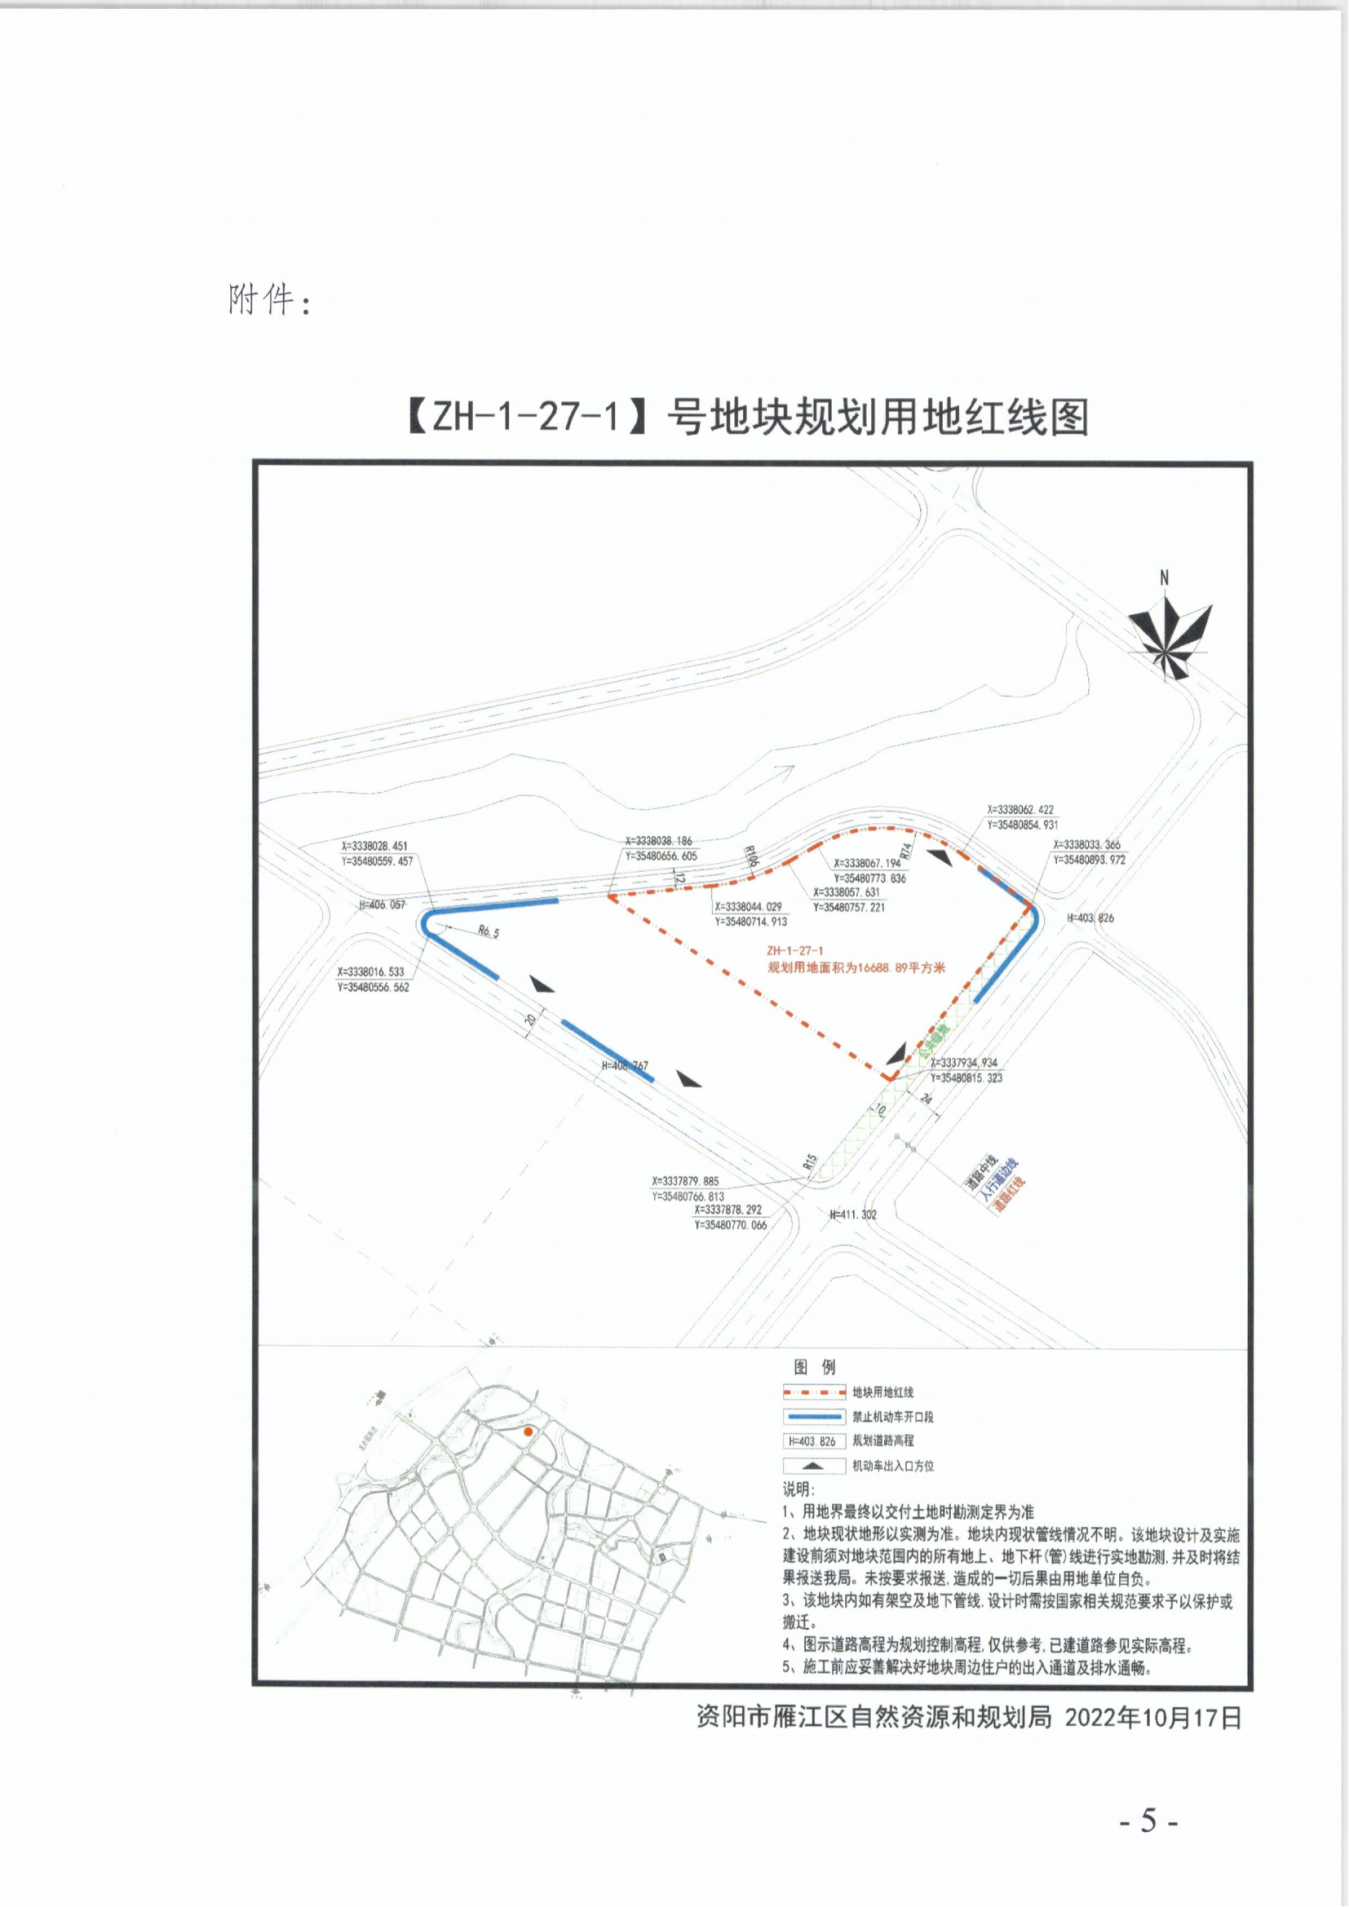 附件：
【ZH-1-27-1】号地块规划用地红线图
N
X=3338062.422
Y=35480854.931
X=3338028.451
Y=35480559.457
X=3338038.186
Y=35480656.605
R106
R74
X=3338033.366
Y=35480893.972
12
X=3338067.194
Y=35480773.836
X=3338057.631
Y=35480757.221
H=406.057
X=3338044.029
Y=35480714.913
H=403.826
R6.5
ZH-1-27-1
规划用地面积为16688.89平方米
X=3338016.533
Y=35480556.562
20
公共绿地
H=408.767
X=3337934.934
Y=35480815.323
24
10
R15
道路中线
人行道边线
道路红线
X=3337879.885
Y=35480766.813
X=3337878.292
Y=35480770.066
H=411.302
图 例
地块用地红线
禁止机动车开口段
H=403.826 规划道路高程
机动车出入口方位
说明：
1、用地界最终以交付土地时勘测定界为准
2、地块现状地形以实测为准。地块内现状管线情况不明。该地块设计及实施
建设前须对地块范围内的所有地上、地下杆(管)线进行实地勘测,并及时将结
果报送我局。未按要求报送,造成的一切后果由用地单位自负。
3、该地块内如有架空及地下管线,设计时需按国家相关规范要求予以保护或
搬迁。
4、图示道路高程为规划控制高程,仅供参考,已建道路参见实际高程。
5、施工前应妥善解决好地块周边住户的出入通道及排水通畅。
资阳市雁江区自然资源和规划局 2022年10月17日
- 5 -